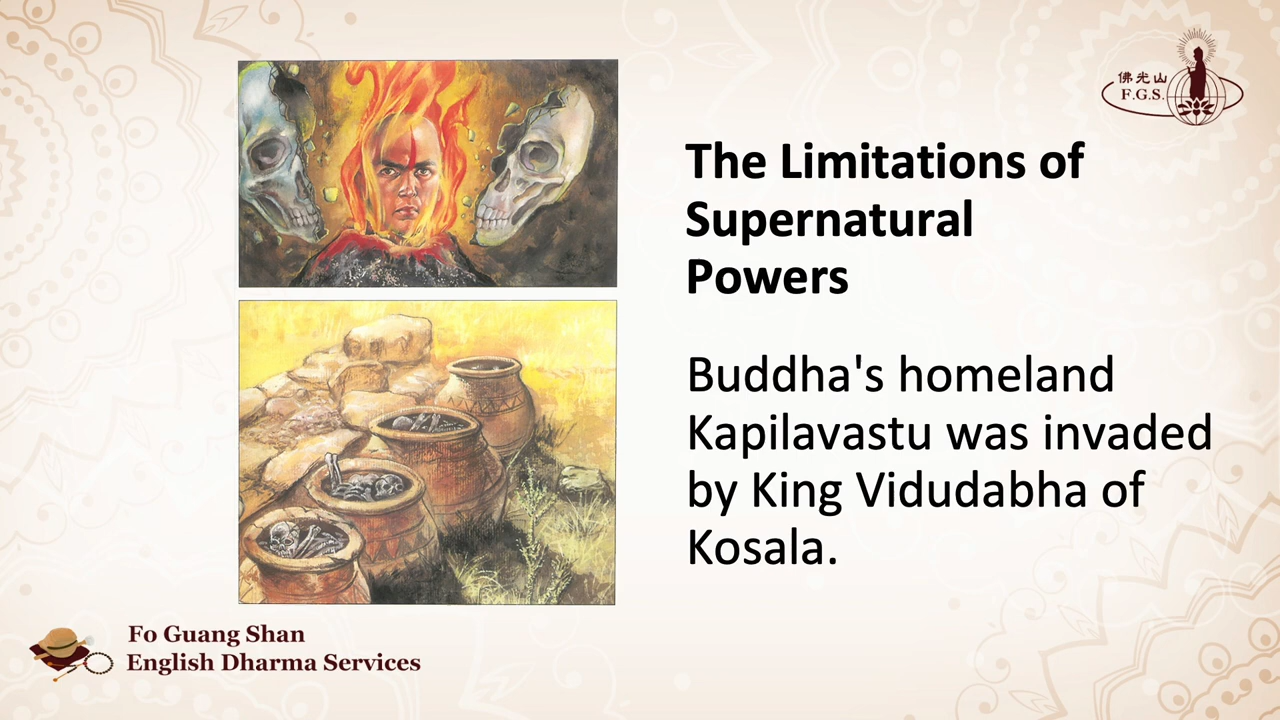 佛光山
F.G.S.
The Limitations of
Supernatural
Powers
Buddha's homeland
Kapilavastu was invaded
by King Vidudabha of
Kosala.
Fo Guang Shan
English Dharma Services